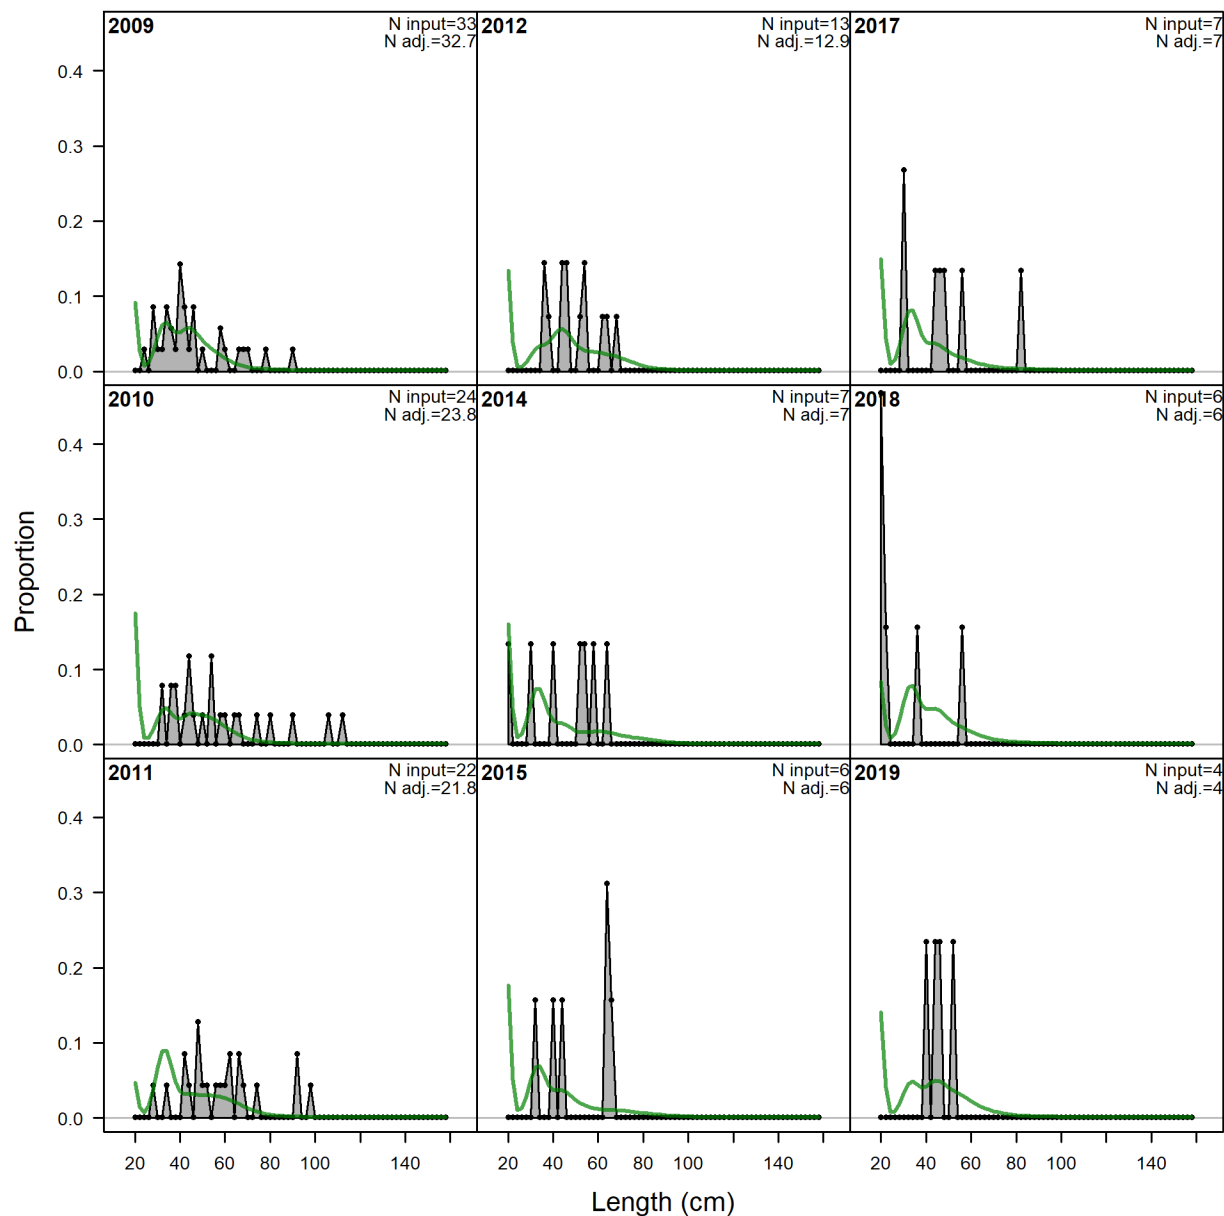 2009 N input=33
N adj.=32.7
2012 N input=13
N adj.=12.9
2017 N input=7
N adj.=7
0.4
0.3
0.2
0.1
0.0
2010 N input=24
N adj.=23.8
2014 N input=7
N adj.=7
2018 N input=6
N adj.=6
0.4
0.3
0.2
0.1
0.0
2011 N input=22
N adj.=21.8
2015 N input=6
N adj.=6
2019 N input=4
N adj.=4
0.4
0.3
0.2
0.1
0.0
20 40 60 80 100 140
20 40 60 80 100 140
20 40 60 80 100 140
Proportion
Length (cm)